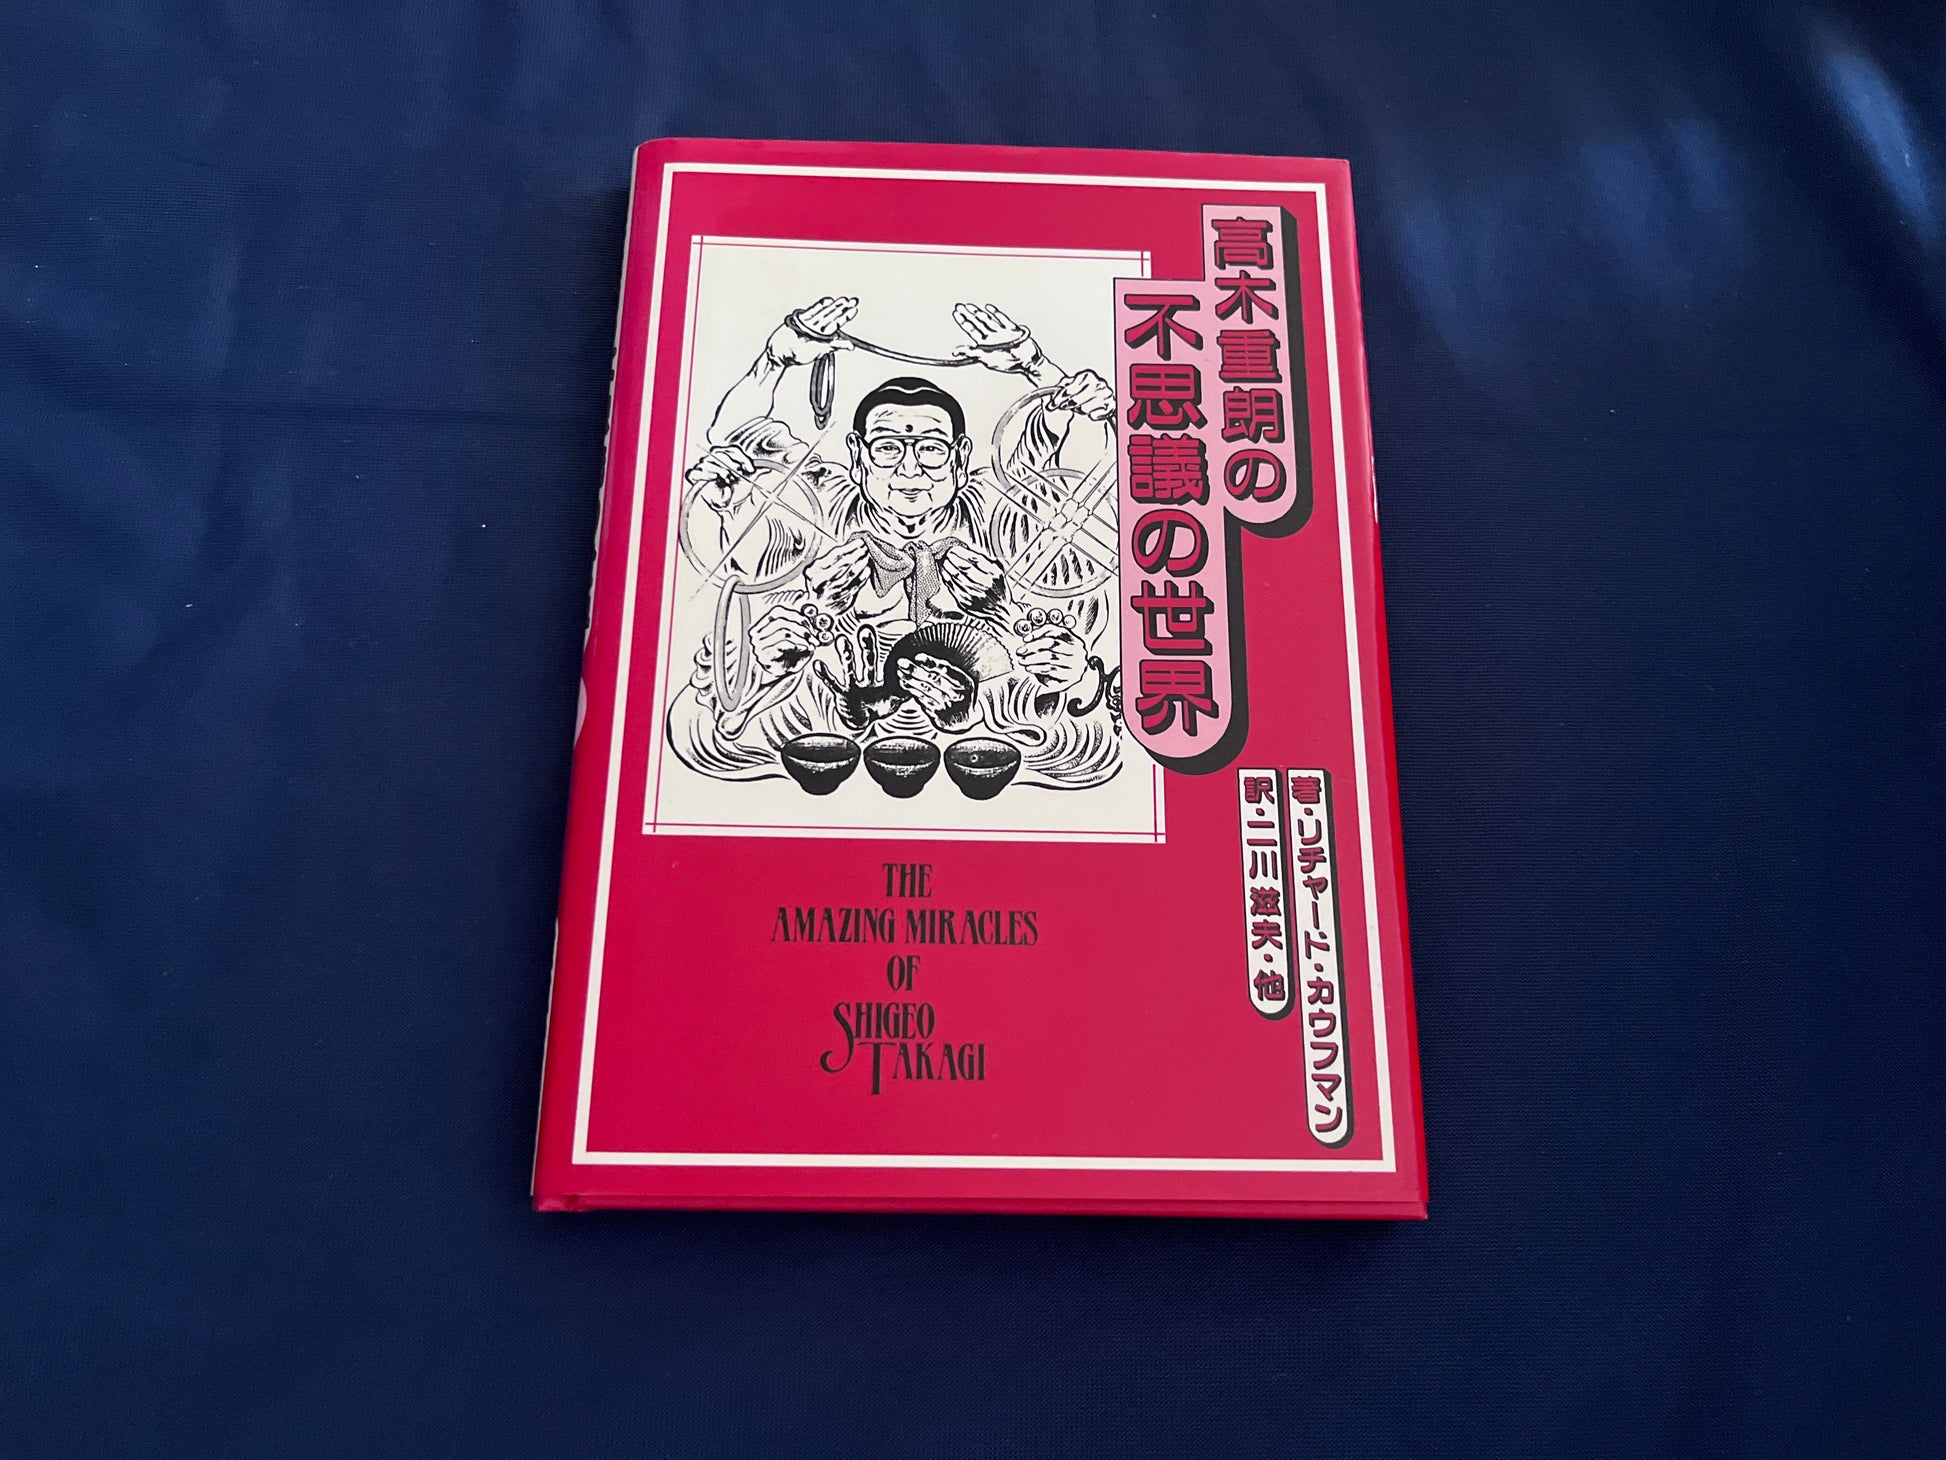 高木重朗の
不思議の世界
著・リチャード・カウフマン
訳・二川滋夫・他
THE
AMAZING MIRACLES
OF
SHIGEO
TAKAGI